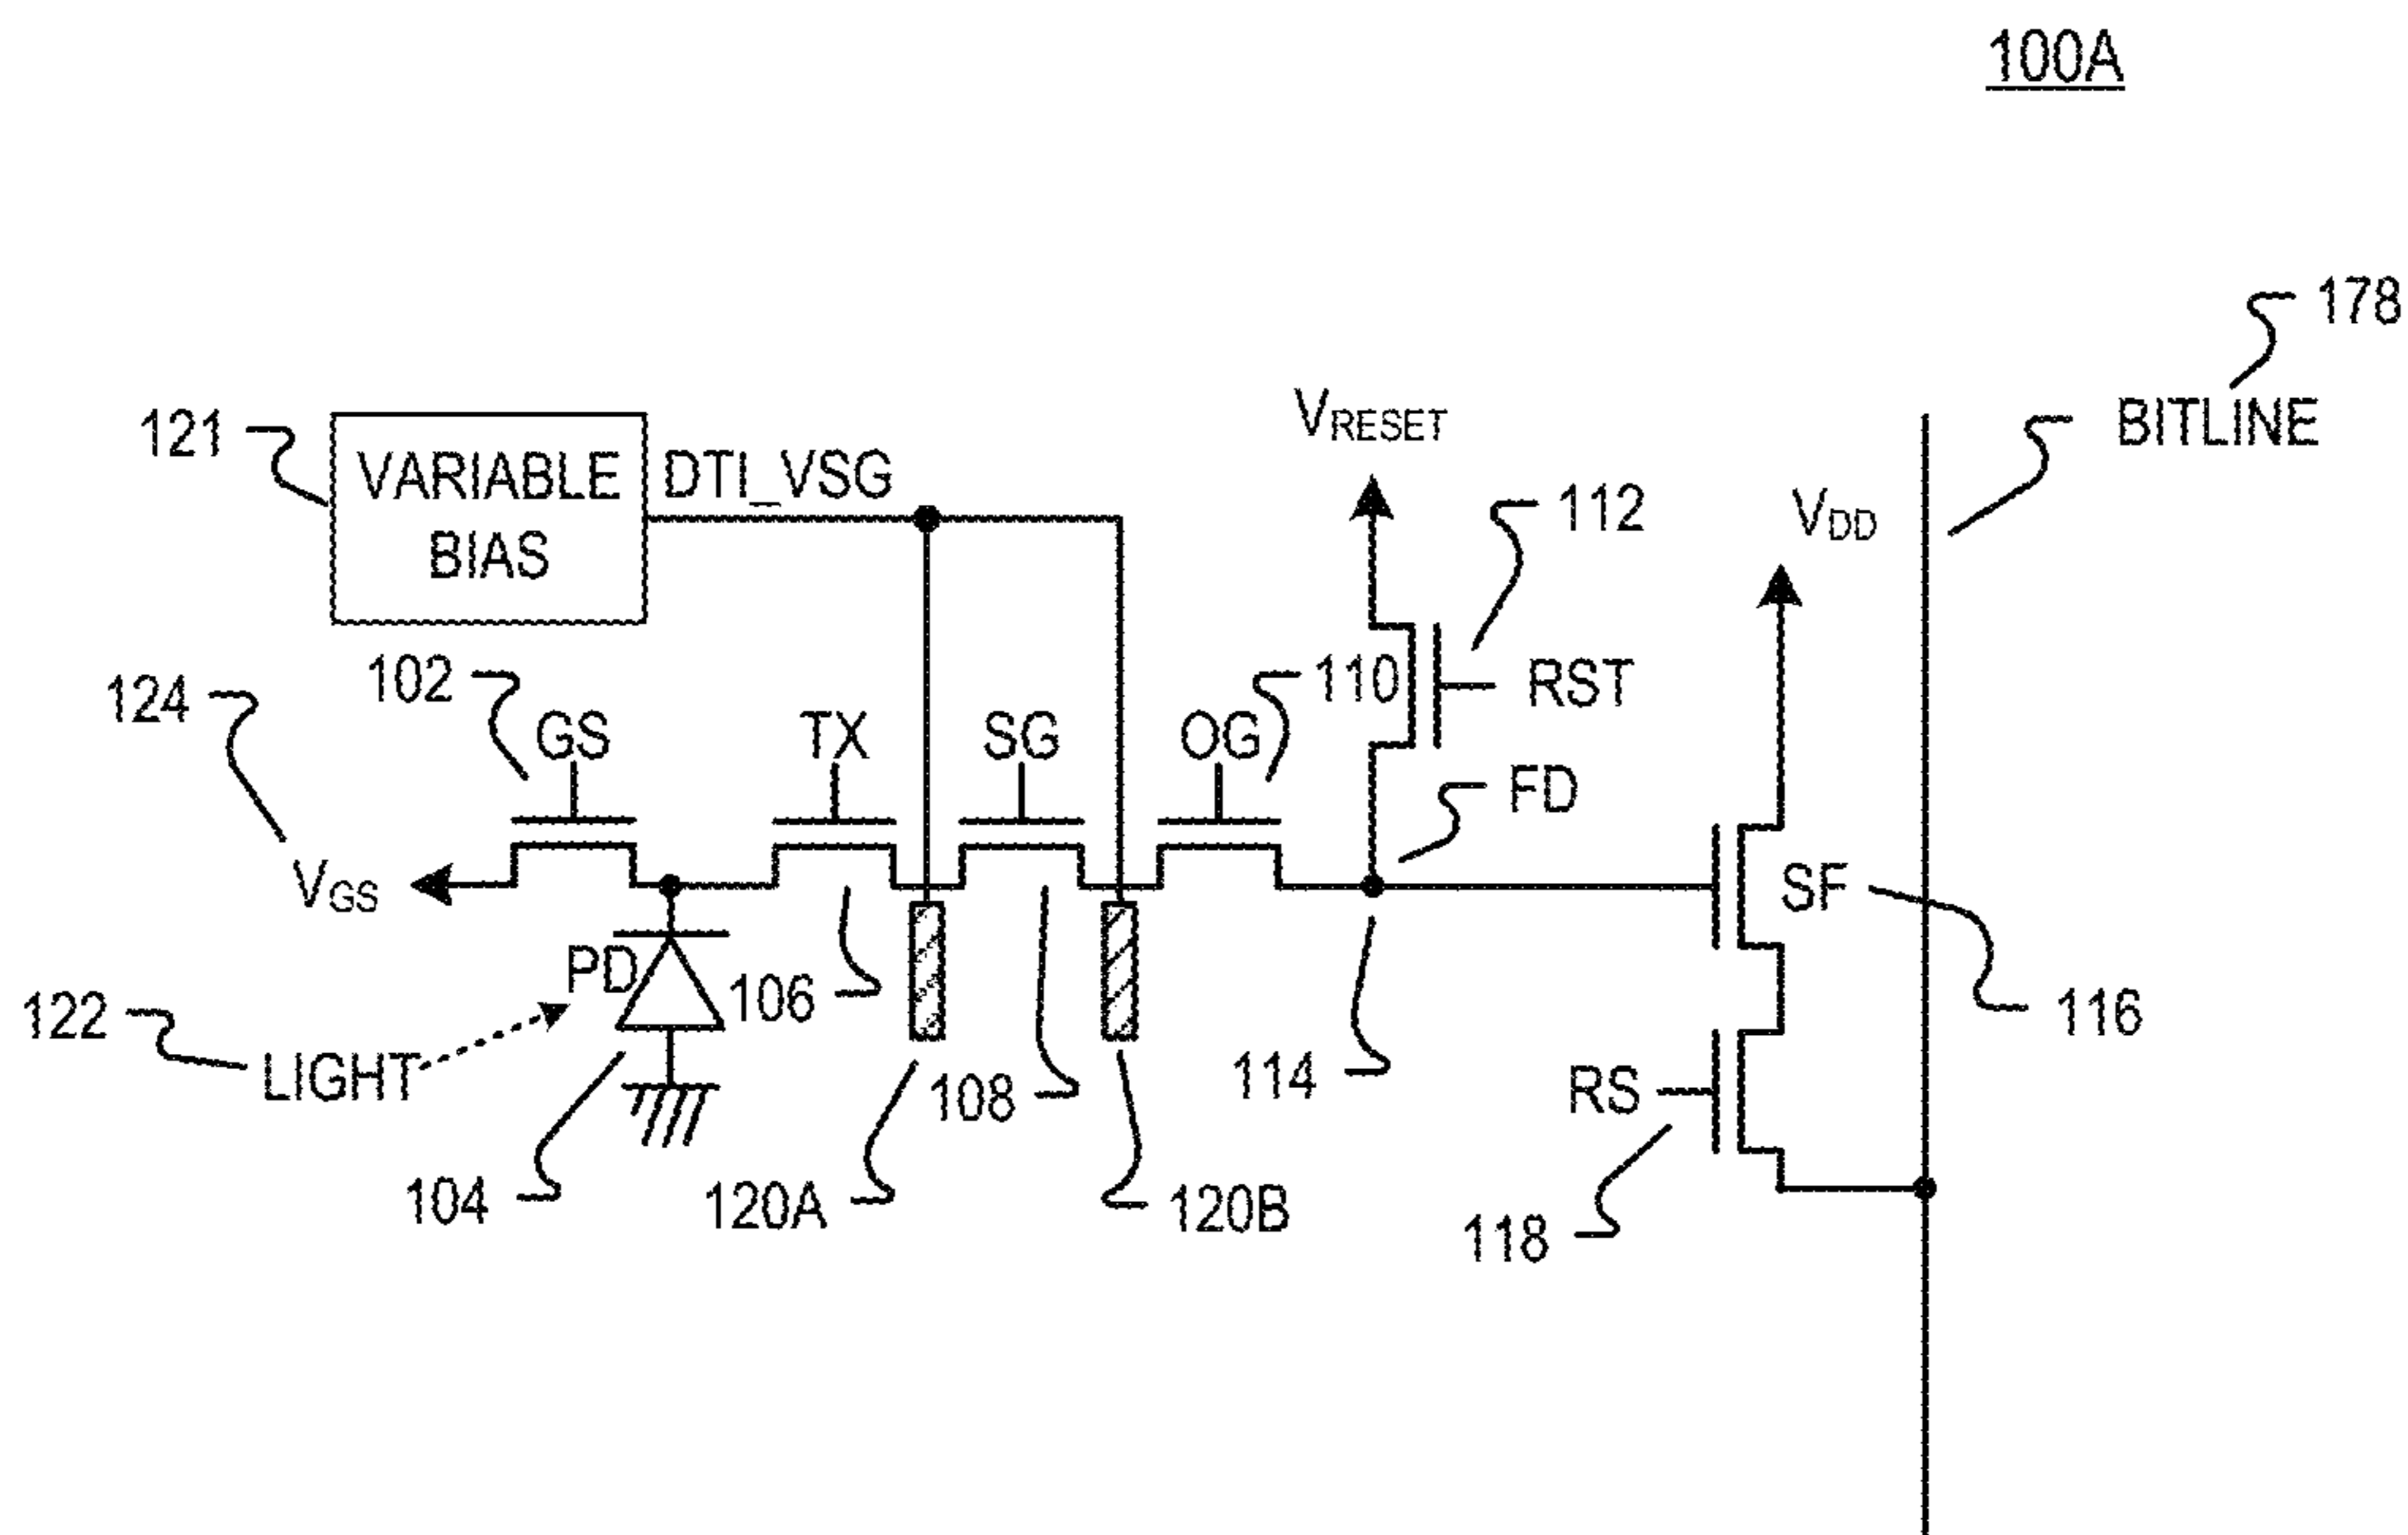 100A
178
BITLINE
121
VARIABLE
BIAS
DTI_VSG
VRESET
112
VDD
124
102
GS
TX
SG
OG
110
RST
FD
VGS
SF
PD
106
122
LIGHT
108
114
116
RS
104
120A
120B
118